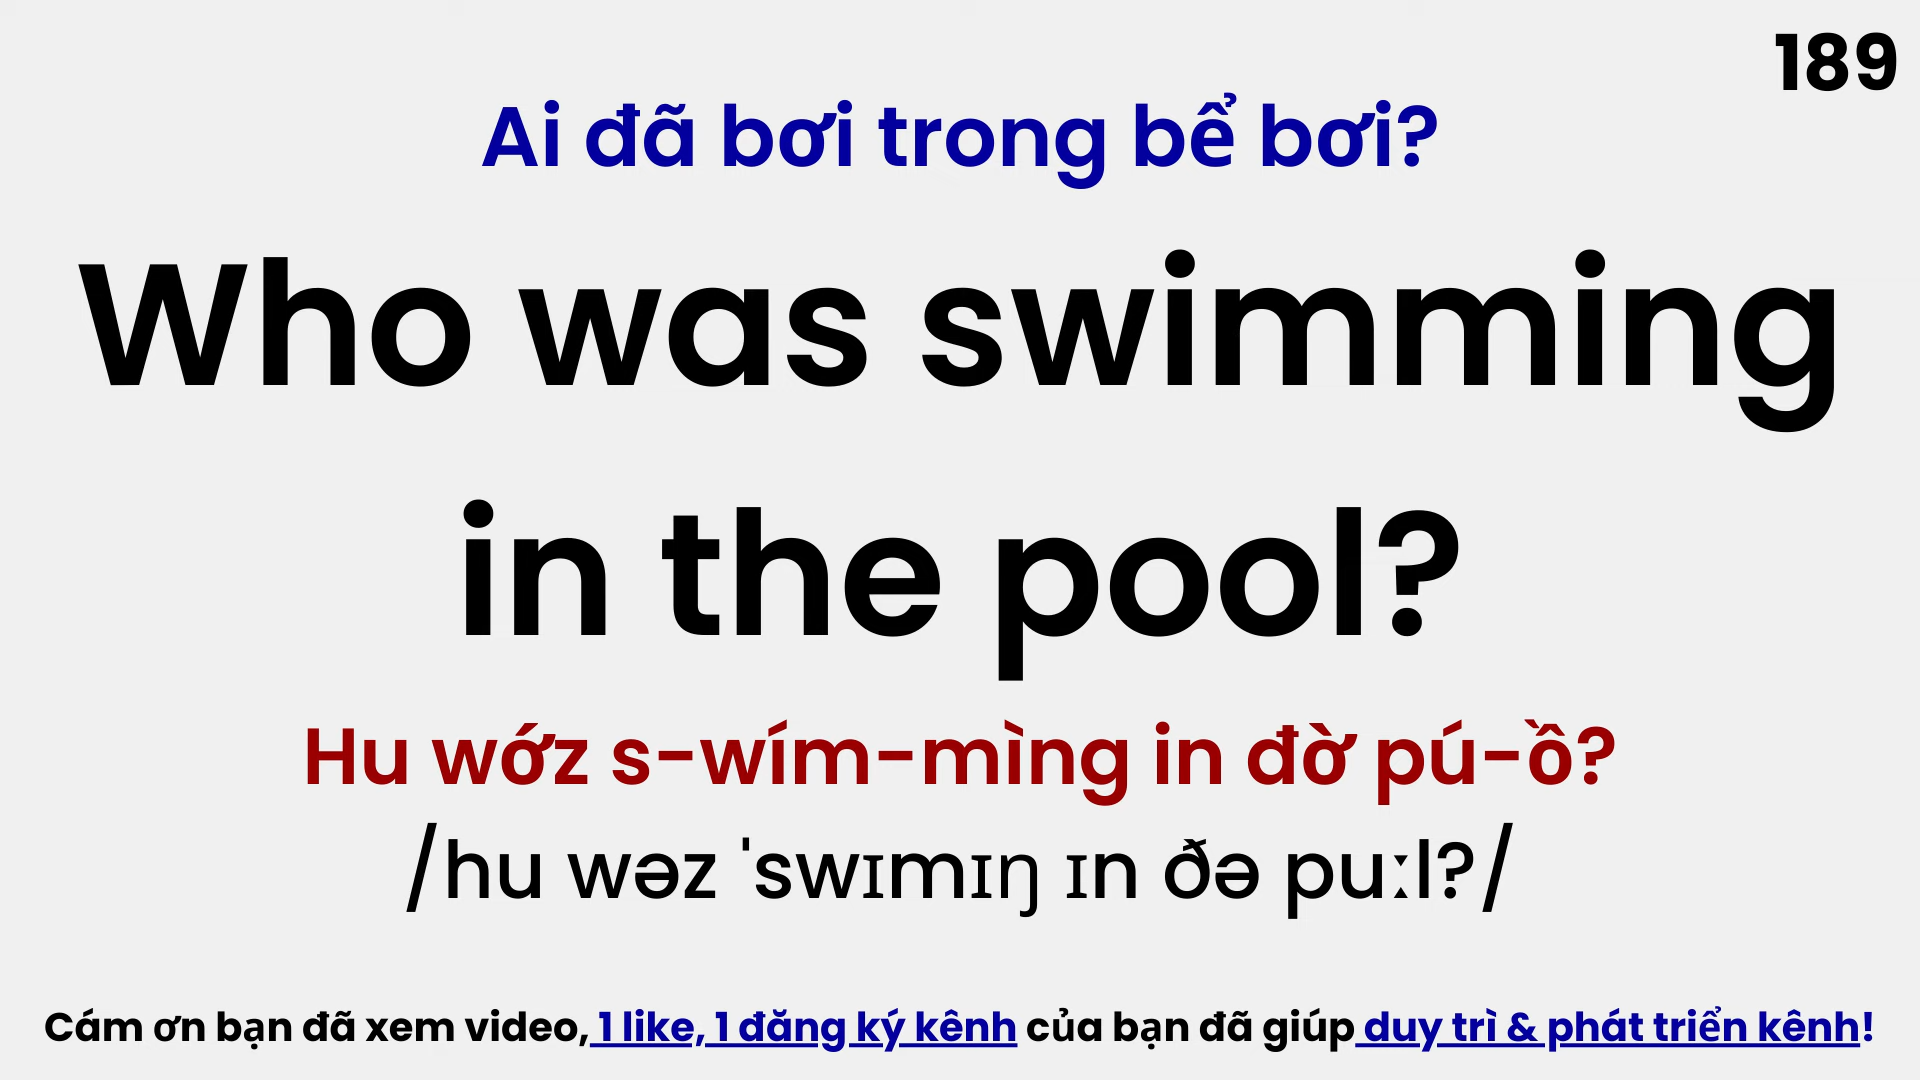 189
Ai đã bơi trong bể bơi?
Who was swimming
in the pool?
Hu wớz s-wím-mìng in đờ pú-ồ?
/hu wəz ˈswɪmɪŋ ɪn ðə puːl?/
Cám ơn bạn đã xem video, 1 like, 1 đăng ký kênh của bạn đã giúp duy trì & phát triển kênh!